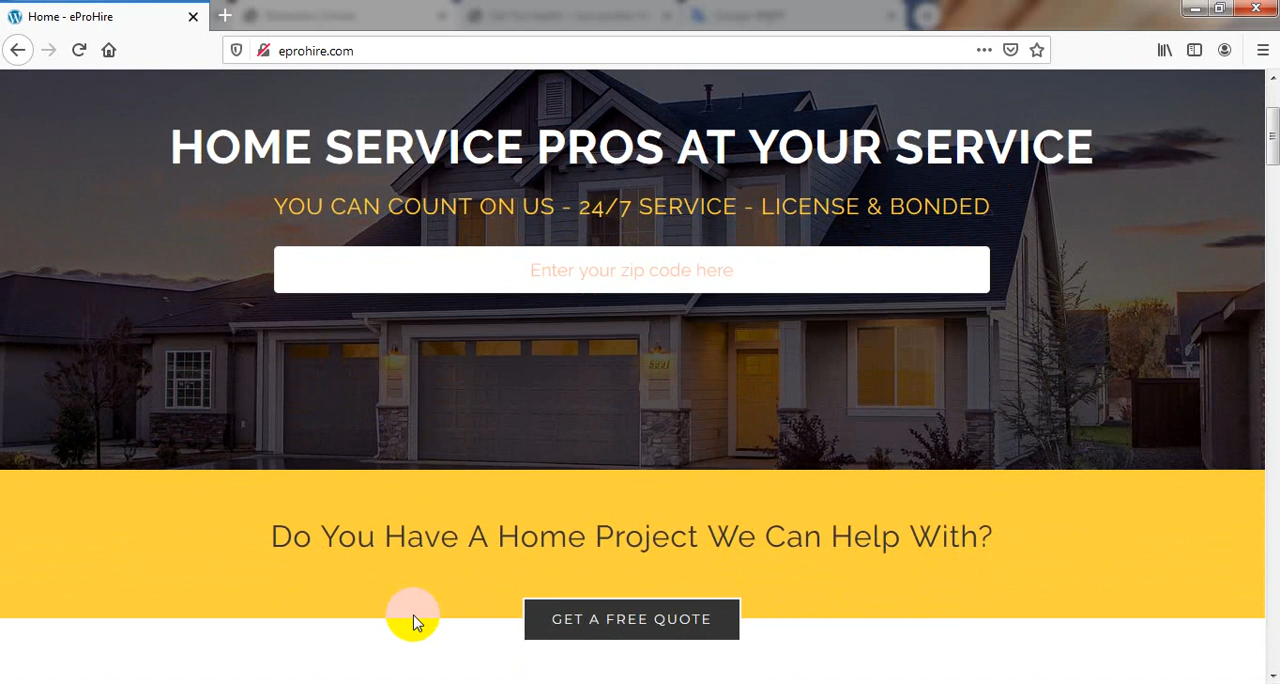 Home - eProHire
eprohire.com
HOME SERVICE PROS AT YOUR SERVICE
YOU CAN COUNT ON US - 24/7 SERVICE - LICENSE & BONDED
Enter your zip code here
5221
Do You Have A Home Project We Can Help With?
GET A FREE QUOTE